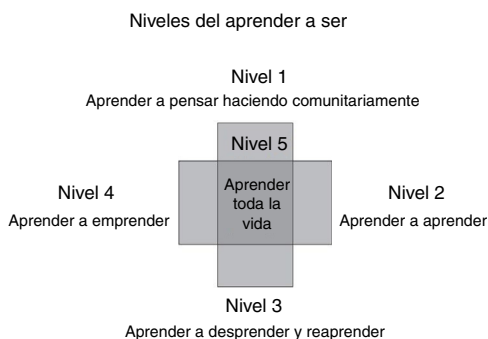 Niveles del aprender a ser
Nivel 1
Aprender a pensar haciendo comunitariamente
Nivel 5
Aprender
toda la
vida
Nivel 4
Aprender a emprender
Nivel 2
Aprender a aprender
Nivel 3
Aprender a desprender y reaprender